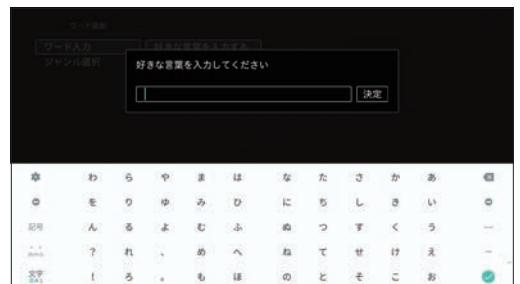 ワード検索
ワード入力 好きな言葉を入力する
ジャンル選択
好きな言葉を入力してください
決定
わ ら や ま は な た さ か あ
を り ゆ み ひ に ち し き い
記号 ん る よ む ふ ぬ つ す く う ー
? れ 、 め へ ね て せ け え
文字 ! ろ 。 も ほ の と そ こ お